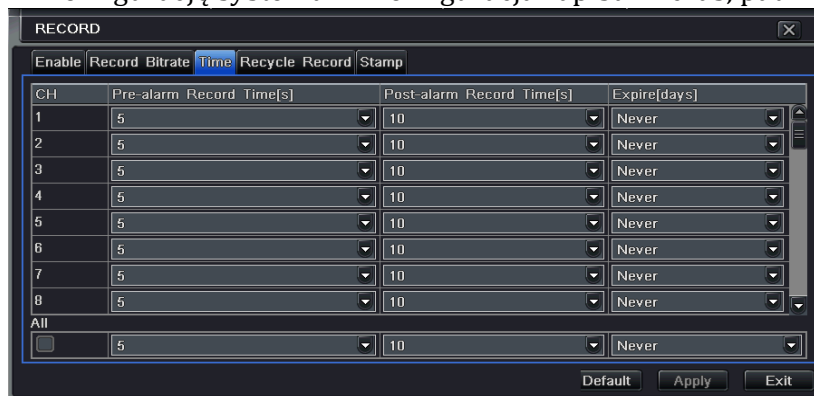 RECORD
Enable Record Bitrate Time Recycle Record Stamp
CH Pre-alarm Record Time[s] Post-alarm Record Time[s] Expire[days]
1 5 10 Never
2 5 10 Never
3 5 10 Never
4 5 10 Never
5 5 10 Never
6 5 10 Never
7 5 10 Never
8 5 10 Never
All
5 10 Never
Default Apply Exit